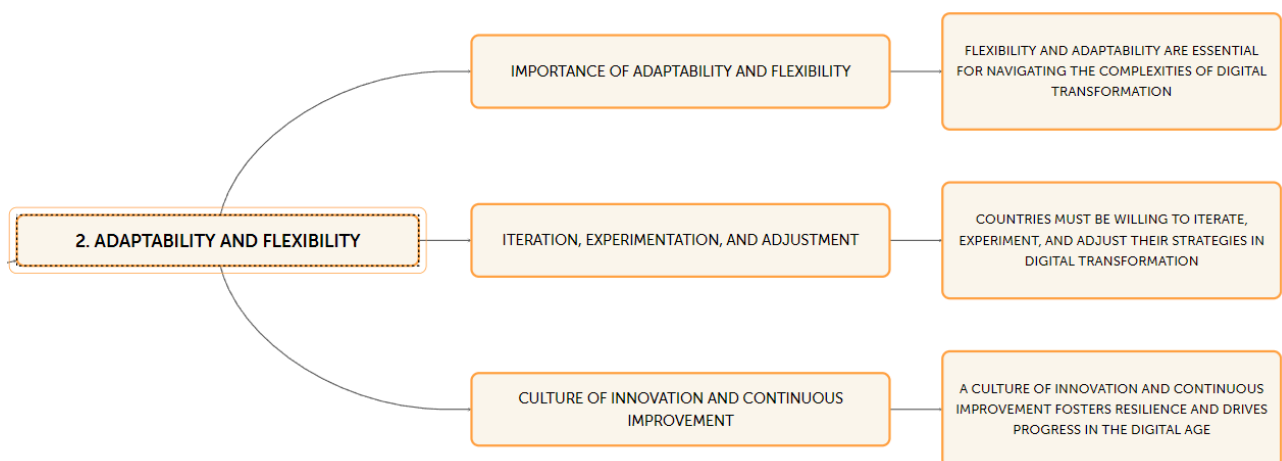 IMPORTANCE OF ADAPTABILITY AND FLEXIBILITY
FLEXIBILITY AND ADAPTABILITY ARE ESSENTIAL
FOR NAVIGATING THE COMPLEXITIES OF DIGITAL
TRANSFORMATION
2. ADAPTABILITY AND FLEXIBILITY
ITERATION, EXPERIMENTATION, AND ADJUSTMENT
COUNTRIES MUST BE WILLING TO ITERATE,
EXPERIMENT, AND ADJUST THEIR STRATEGIES IN
DIGITAL TRANSFORMATION
CULTURE OF INNOVATION AND CONTINUOUS
IMPROVEMENT
A CULTURE OF INNOVATION AND CONTINUOUS
IMPROVEMENT FOSTERS RESILIENCE AND DRIVES
PROGRESS IN THE DIGITAL AGE